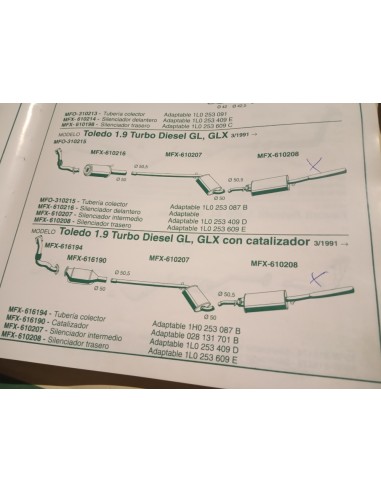 MFO-310213 - Tubería colector Adaptable 1L0 253 091
MFX-610214 - Silenciador delantero Adaptable 1L0 253 409 E
MFX-610198 - Silenciador trasero Adaptable 1L0 253 609 C
MODELO Toledo 1.9 Turbo Diesel GL, GLX 3/1991 →
MFO-310215
MFX-610216 MFX-610207 MFX-610208
Ø 50,5 Ø 50,5
Ø 50 Ø 50
MFO-310215 - Tubería colector Adaptable 1L0 253 087 B
MFX-610216 - Silenciador delantero Adaptable
MFX-610207 - Silenciador intermedio Adaptable 1L0 253 409 D
MFX-610208 - Silenciador trasero Adaptable 1L0 253 609 E
MODELO Toledo 1.9 Turbo Diesel GL, GLX con catalizador 3/1991 →
MFX-616194
MFX-616190 MFX-610207 MFX-610208
Ø 50,5 Ø 50,5
Ø 50 Ø 50
MFX-616194 - Tubería colector Adaptable 1H0 253 087 B
MFX-616190 - Catalizador Adaptable 028 131 701 B
MFX-610207 - Silenciador intermedio Adaptable 1L0 253 409 D
MFX-610208 - Silenciador trasero Adaptable 1L0 253 609 E